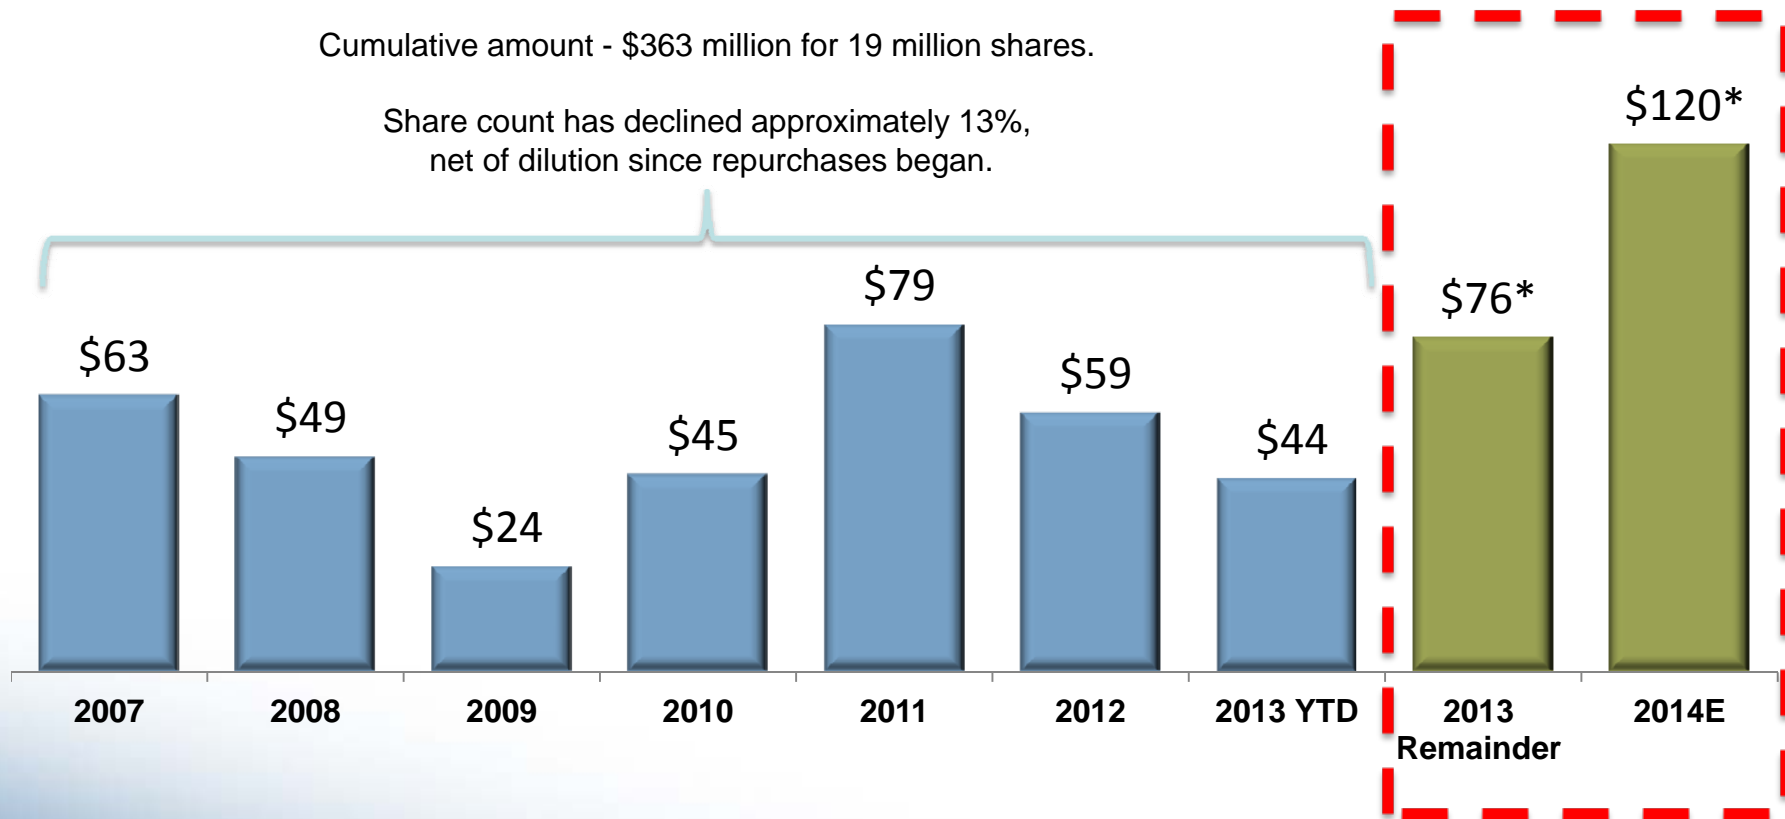 Cumulative amount - $363 million for 19 million shares.
Share count has declined approximately 13%,
net of dilution since repurchases began.
$63
$49
$24
$45
$79
$59
$44
$76*
$120*
2007
2008
2009
2010
2011
2012
2013 YTD
2013
Remainder
2014E